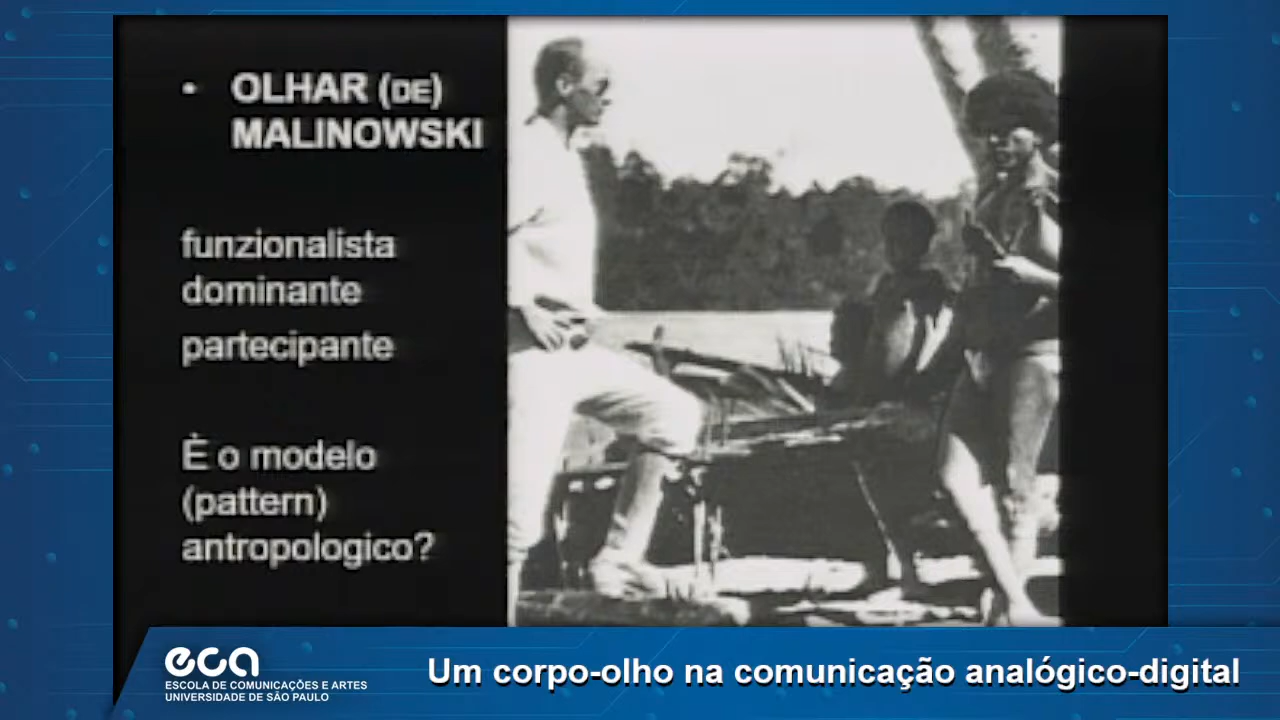 • OLHAR (DE)
MALINOWSKI
funzionalista
dominante
partecipante
È o modelo
(pattern)
antropologico?
eca
ESCOLA DE COMUNICAÇÕES E ARTES
UNIVERSIDADE DE SÃO PAULO
Um corpo-olho na comunicação analógico-digital